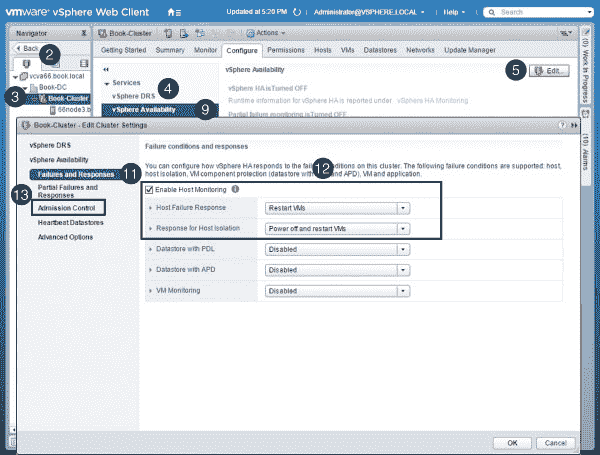 vmware® vSphere Web Client
Updated at 5:20 PM
Administrator@VSPHERE.LOCAL
Help
Search
Navigator
Book-Cluster
Actions
Back
2
Getting Started Summary Monitor Configure Permissions Hosts VMs Datastores Networks Update Manager
vcva66.book.local
Book-DC
3
Book-Cluster
66node3.b
Services
4
vSphere DRS
vSphere Availability
9
vSphere Availability
5
Edit...
vSphere HA is Turned OFF
Runtime information for vSphere HA is reported under vSphere HA Monitoring
Partial failure monitoring is Turned OFF
(0) Work In Progress
(10) Alarms
Book-Cluster - Edit Cluster Settings
vSphere DRS
vSphere Availability
Failures and Responses
11
Partial Failures and Responses
13
Admission Control
Heartbeat Datastores
Advanced Options
Failure conditions and responses
You can configure how vSphere HA responds to the failure conditions on this cluster. The following failure conditions are supported: host,
host isolation, VM component protection (datastore with and APD), VM and application.
12
Enable Host Monitoring
Host Failure Response
Restart VMs
Response for Host Isolation
Power off and restart VMs
Datastore with PDL
Disabled
Datastore with APD
Disabled
VM Monitoring
Disabled
OK
Cancel